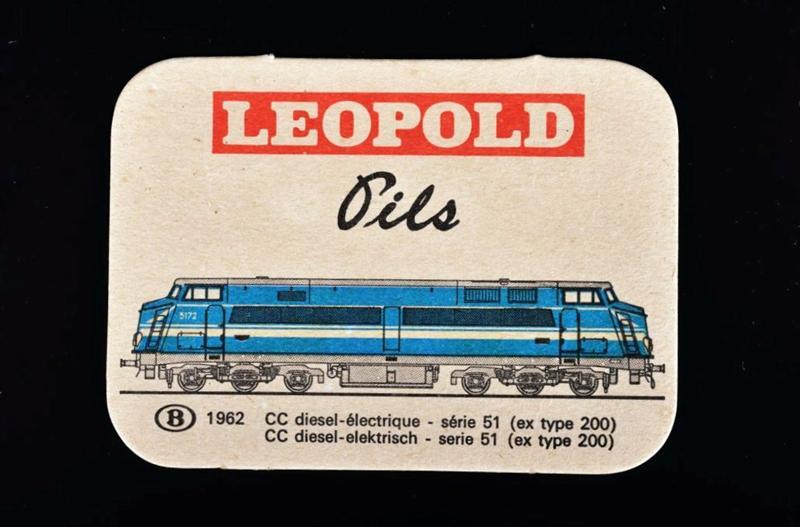 LEOPOLD
Pils
5172
B 1962 CC diesel-électrique - série 51 (ex type 200)
CC diesel-elektrisch - serie 51 (ex type 200)